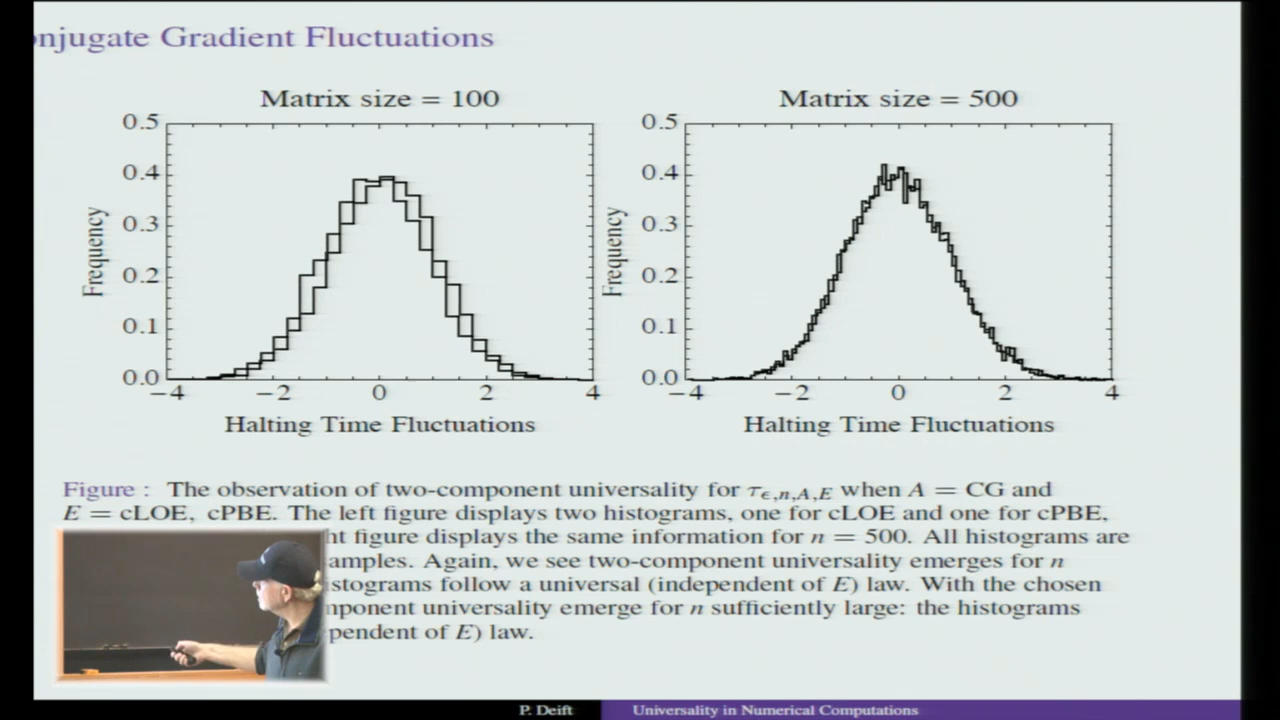 onjugate Gradient Fluctuations
Matrix size = 100
Matrix size = 500
0.5
0.4
0.3
0.2
0.1
0.0
Frequency
−4 −2 0 2 4
Halting Time Fluctuations
0.5
0.4
0.3
0.2
0.1
0.0
Frequency
−4 −2 0 2 4
Halting Time Fluctuations
Figure : The observation of two-component universality for τϵ,n,A,E when A = CG and
E = cLOE, cPBE. The left figure displays two histograms, one for cLOE and one for cPBE,
ht figure displays the same information for n = 500. All histograms are
amples. Again, we see two-component universality emerges for n
stograms follow a universal (independent of E) law. With the chosen
nponent universality emerge for n sufficiently large: the histograms
pendent of E) law.
P. Deift
Universality in Numerical Computations